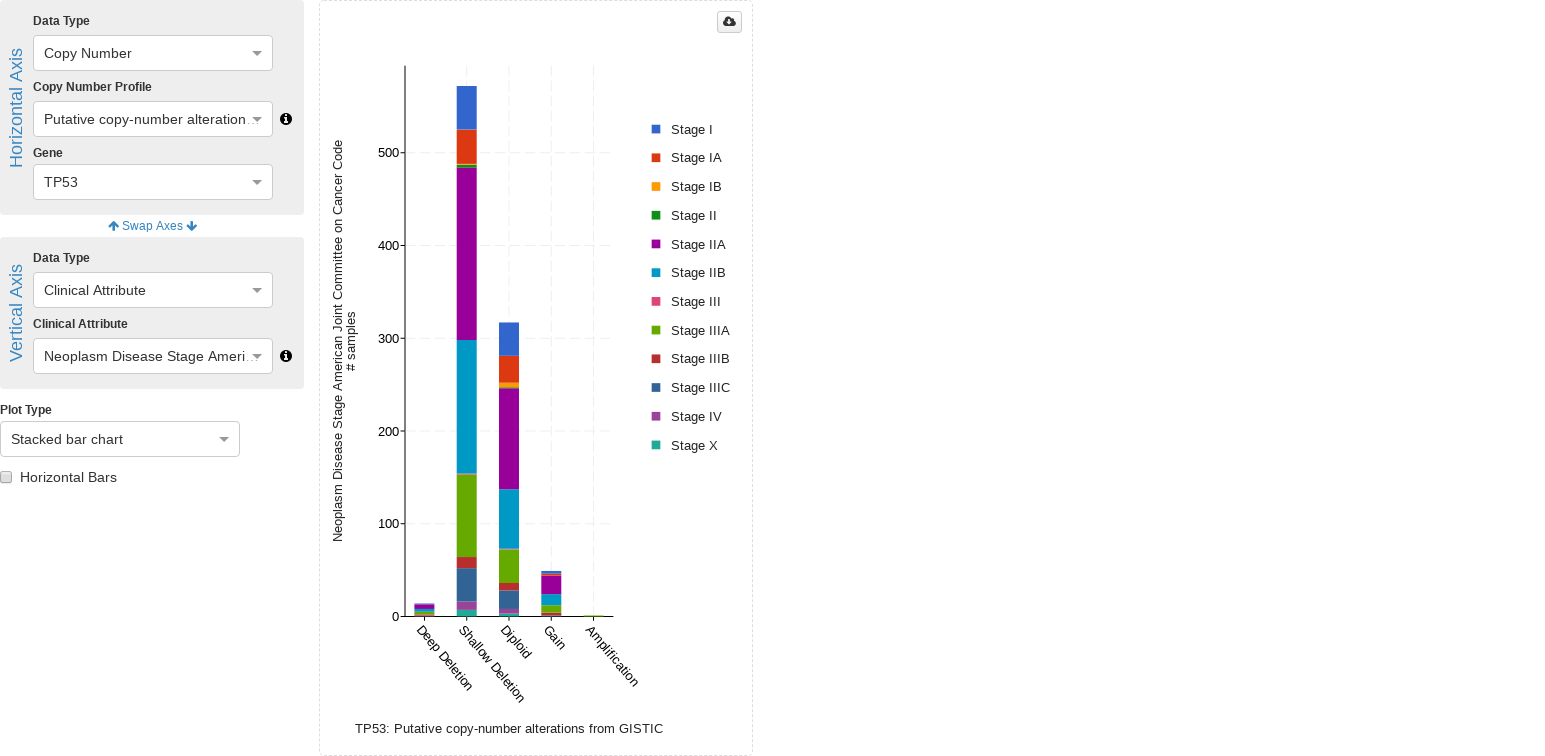 Horizontal Axis
Data Type
Copy Number
Copy Number Profile
Putative copy-number alteration...
Gene
TP53
Swap Axes
Vertical Axis
Data Type
Clinical Attribute
Clinical Attribute
Neoplasm Disease Stage Ameri...
Plot Type
Stacked bar chart
Horizontal Bars
Neoplasm Disease Stage American Joint Committee on Cancer Code
# samples
500
400
300
200
100
0
Deep Deletion
Shallow Deletion
Diploid
Gain
Amplification
TP53: Putative copy-number alterations from GISTIC
Stage I
Stage IA
Stage IB
Stage II
Stage IIA
Stage IIB
Stage III
Stage IIIA
Stage IIIB
Stage IIIC
Stage IV
Stage X